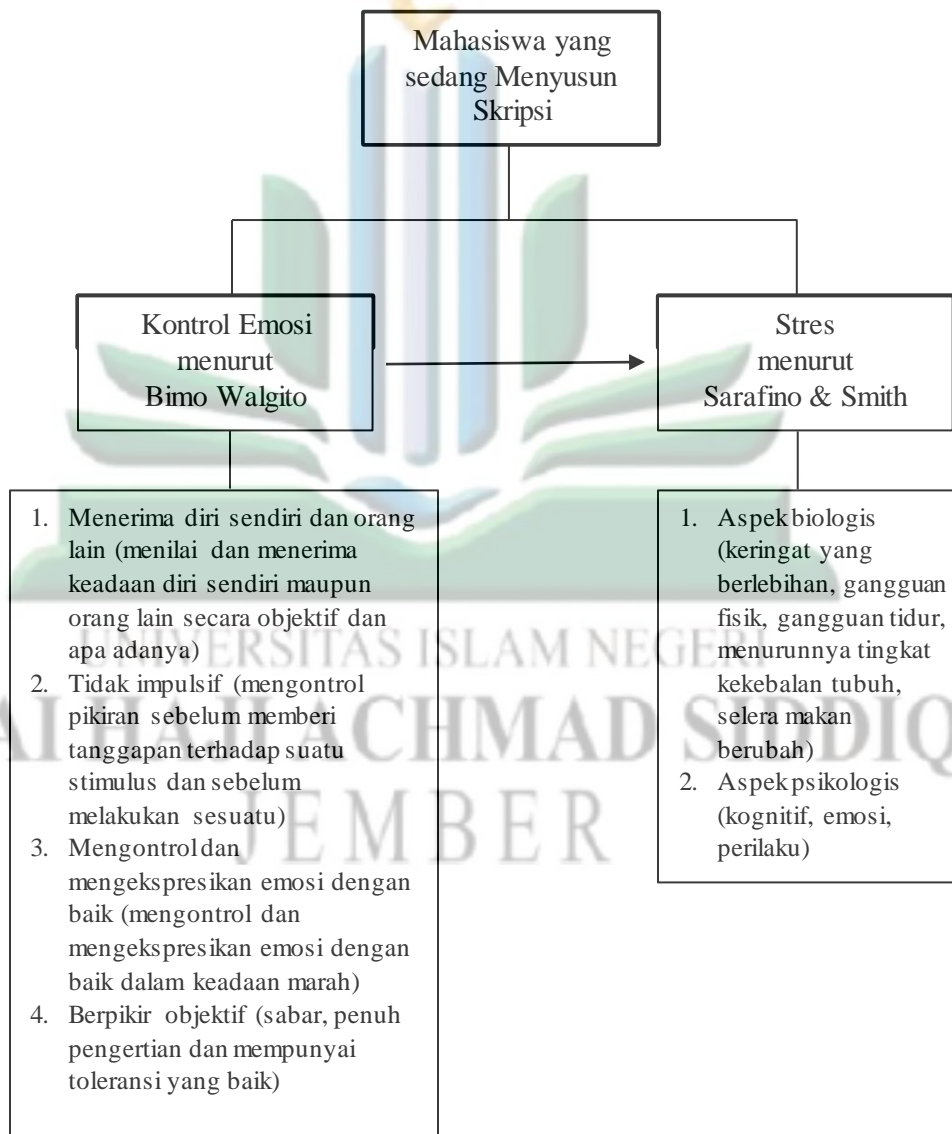 Mahasiswa yang
sedang Menyusun
Skripsi
Kontrol Emosi
menurut
Bimo Walgito
Stres
menurut
Sarafino & Smith
1. Menerima diri sendiri dan orang
lain (menilai dan menerima
keadaan diri sendiri maupun
orang lain secara objektif dan
apa adanya)
2. Tidak impulsif (mengontrol
pikiran sebelum memberi
tanggapan terhadap suatu
stimulus dan sebelum
melakukan sesuatu)
3. Mengontrol dan
mengekspresikan emosi dengan
baik (mengontrol dan
mengekspresikan emosi dengan
baik dalam keadaan marah)
4. Berpikir objektif (sabar, penuh
pengertian dan mempunyai
toleransi yang baik)
1. Aspek biologis
(keringat yang
berlebihan, gangguan
fisik, gangguan tidur,
menurunnya tingkat
kekebalan tubuh,
selera makan
berubah)
2. Aspek psikologis
(kognitif, emosi,
perilaku)
UNIVERSITAS ISLAM NEGERI
AI HAJI ACHMAD SIDDIQ
JEMBER